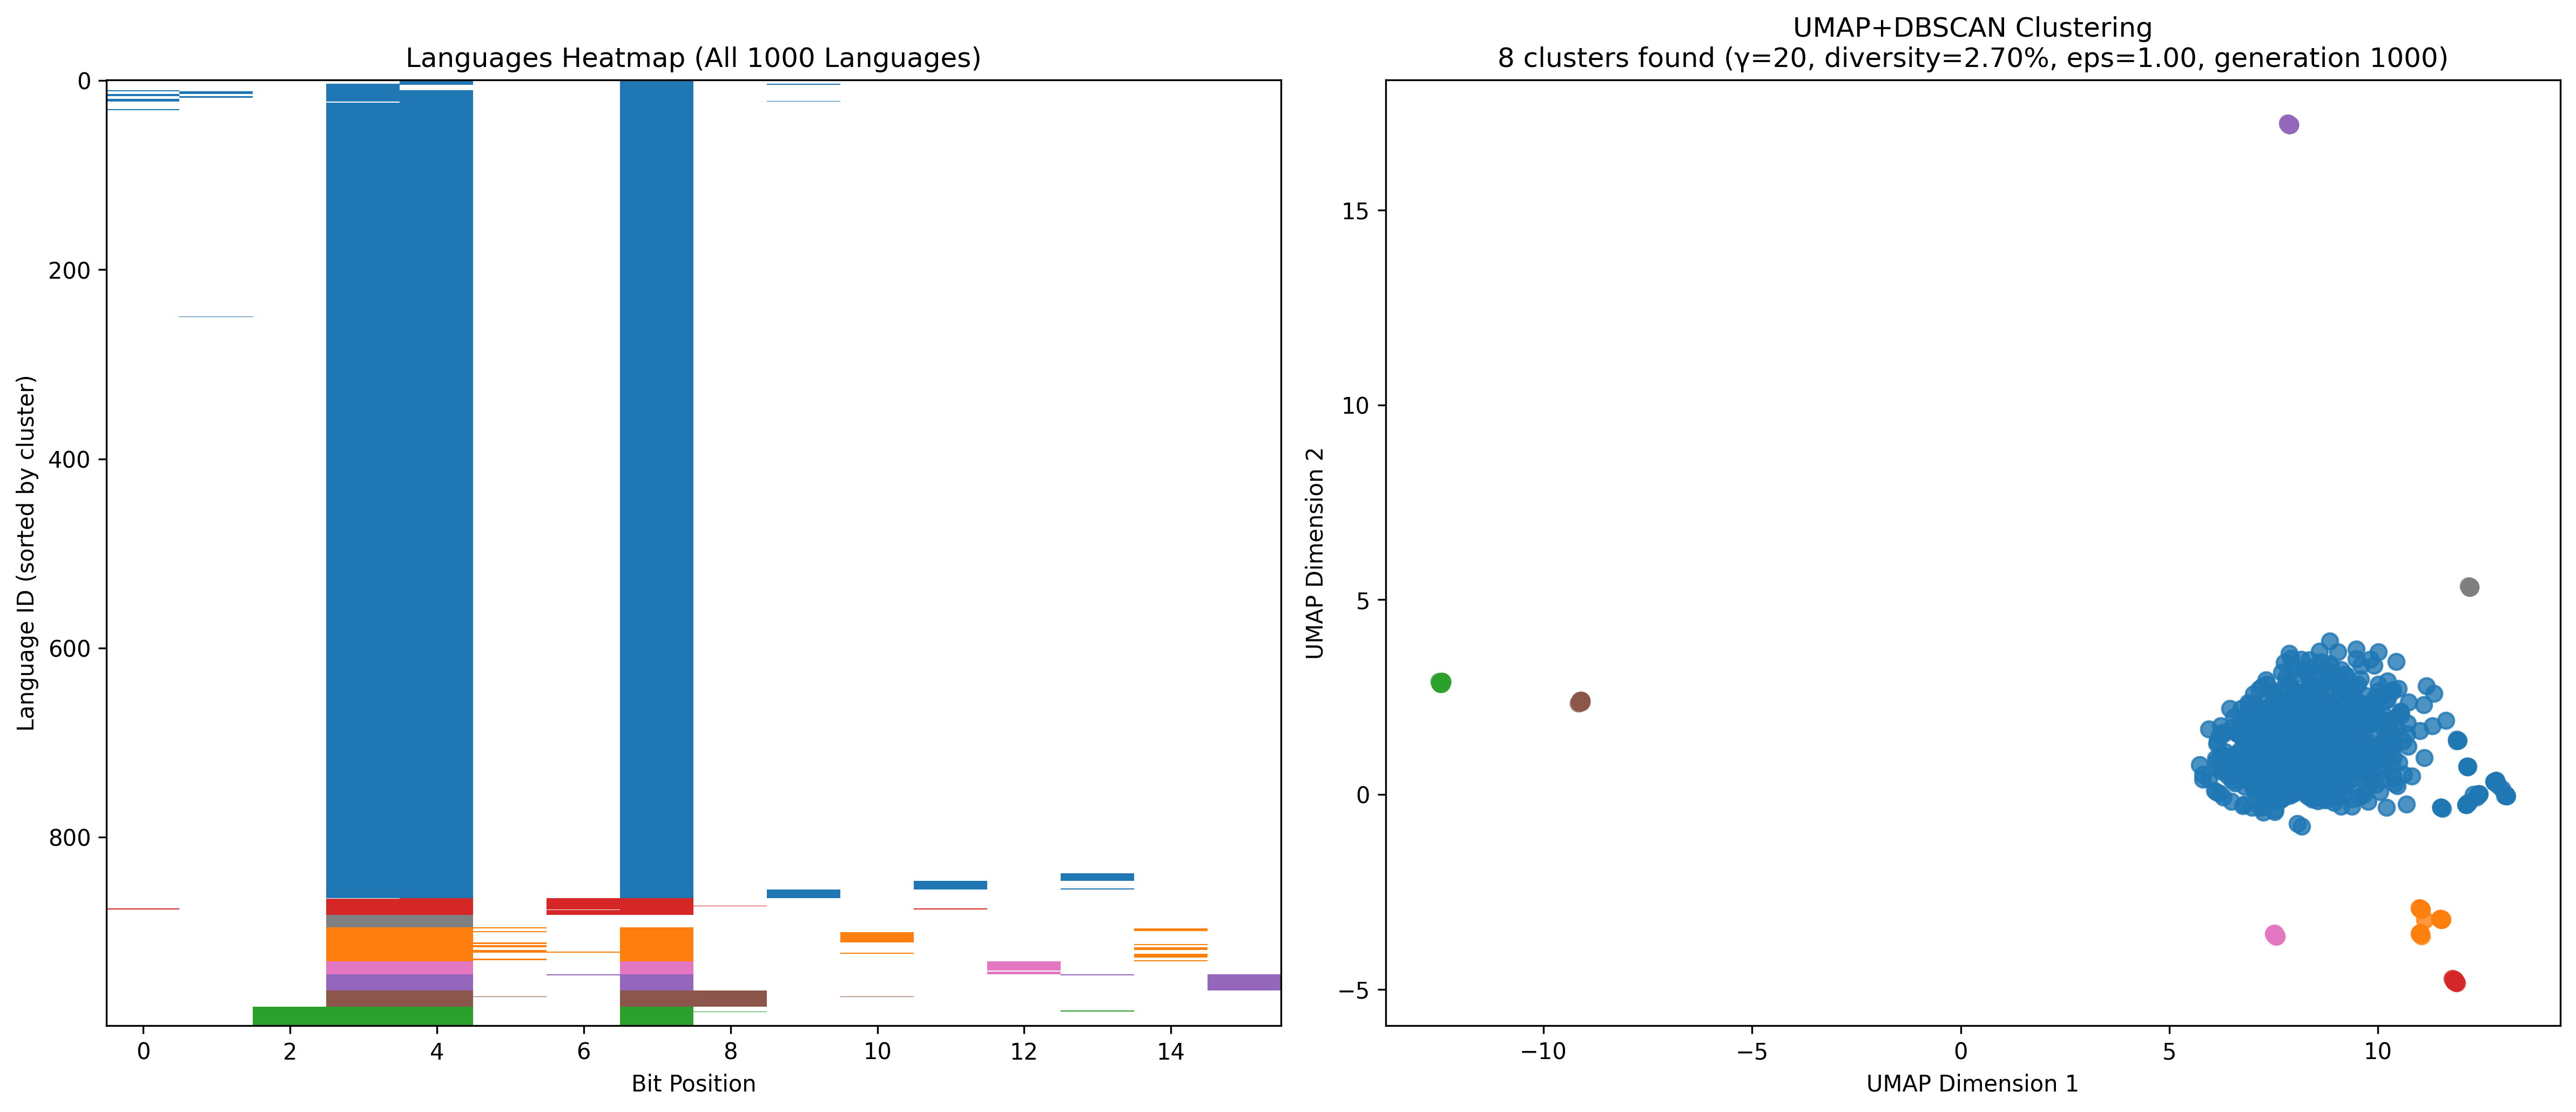 Languages Heatmap (All 1000 Languages)
0
200
400
600
800
Language ID (sorted by cluster)
0 2 4 6 8 10 12 14
Bit Position
UMAP+DBSCAN Clustering
8 clusters found (γ=20, diversity=2.70%, eps=1.00, generation 1000)
15
10
5
0
−5
UMAP Dimension 2
−10 −5 0 5 10
UMAP Dimension 1